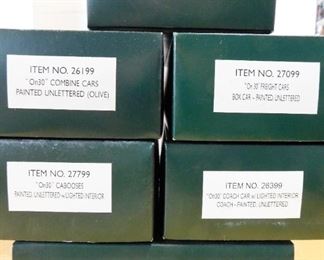 ITEM NO. 26199
"On30" COMBINE CARS
PAINTED UNLETTERED (OLIVE)
ITEM NO. 27099
"On30" FREIGHT CARS
BOX CAR - PAINTED, UNLETTERED
ITEM NO. 27799
"On30" CABOOSES
PAINTED, UNLETTERED w/LIGHTED INTERIOR
ITEM NO. 26399
"On30" COACH CAR w/ LIGHTED INTERIOR
COACH - PAINTED, UNLETTERED